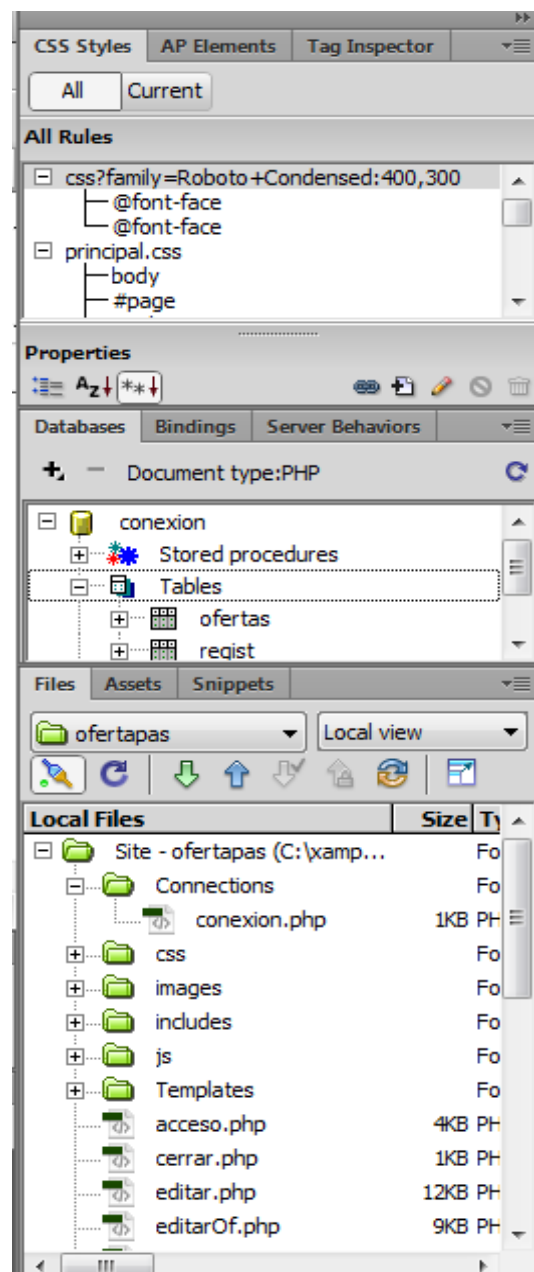 CSS Styles AP Elements Tag Inspector
All Current
All Rules
css?family=Roboto+Condensed:400,300
@font-face
@font-face
principal.css
body
#page
Properties
Databases Bindings Server Behaviors
Document type:PHP
conexion
Stored procedures
Tables
ofertas
regist
Files Assets Snippets
ofertapas Local view
Local Files Size Ty
Site - ofertapas (C:\xamp... Fo
Connections Fo
conexion.php 1KB PH
css Fo
images Fo
includes Fo
js Fo
Templates Fo
acceso.php 4KB PH
cerrar.php 1KB PH
editar.php 12KB PH
editarOf.php 9KB PH